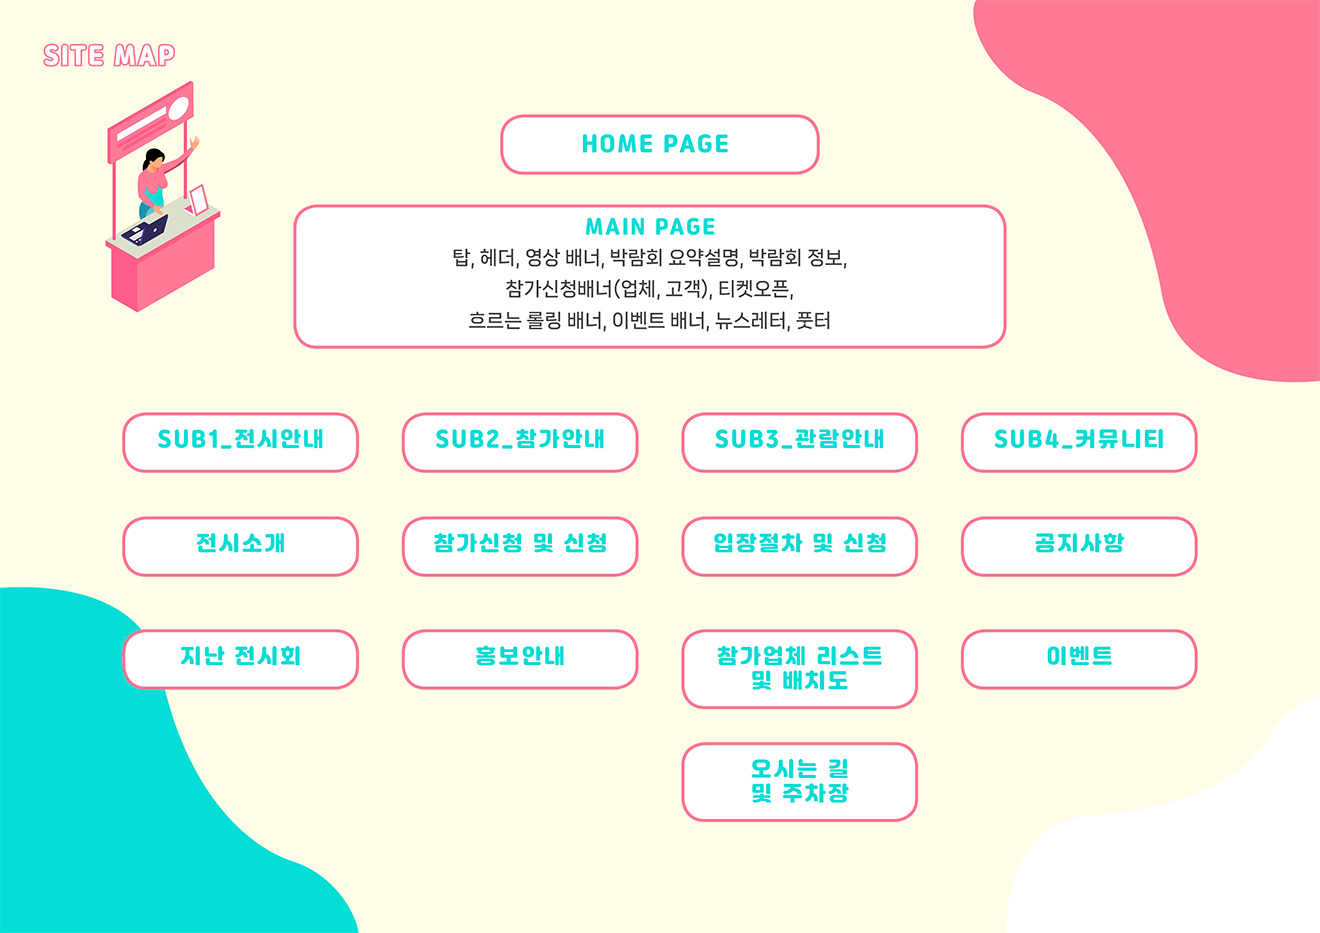 SITE MAP
HOME PAGE
MAIN PAGE
탑, 헤더, 영상 배너, 박람회 요약설명, 박람회 정보,
참가신청배너(업체, 고객), 티켓오픈,
흐르는 롤링 배너, 이벤트 배너, 뉴스레터, 풋터
SUB1_전시안내
SUB2_참가안내
SUB3_관람안내
SUB4_커뮤니티
전시소개
참가신청 및 신청
입장절차 및 신청
공지사항
지난 전시회
홍보안내
참가업체 리스트
및 배치도
이벤트
오시는 길
및 주차장